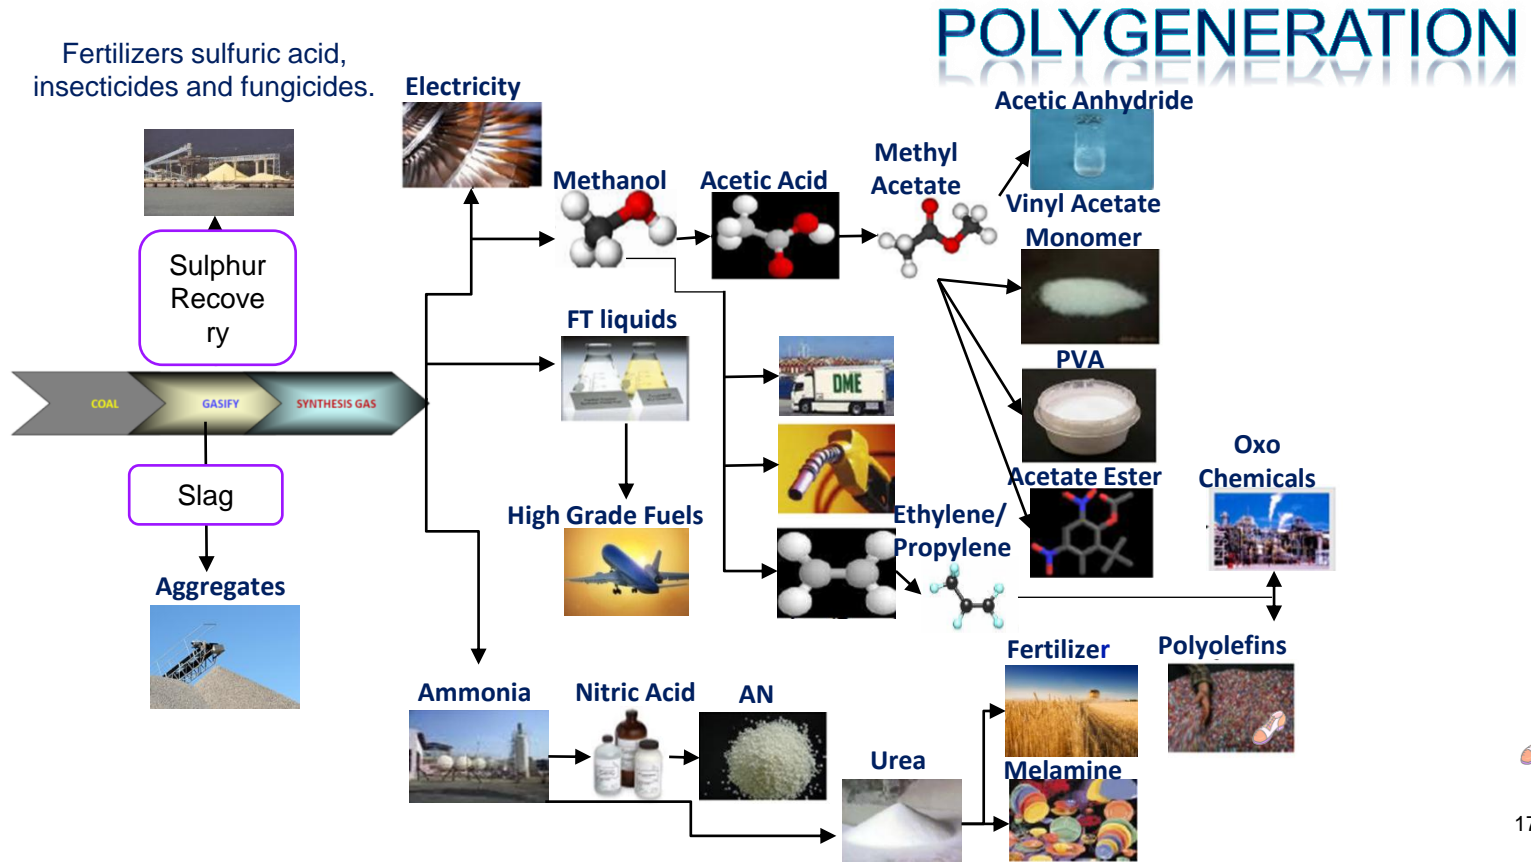 POLYGENERATION
Fertilizers sulfuric acid,
insecticides and fungicides.
Electricity
Acetic Anhydride
Methanol
Acetic Acid
Methyl
Acetate
Vinyl Acetate
Monomer
Sulphur
Recove
ry
FT liquids
DME
PVA
COAL
GASIFY
SYNTHESIS GAS
Slag
Acetate Ester
Oxo
Chemicals
High Grade Fuels
Ethylene/
Propylene
Aggregates
Fertilizer
Polyolefins
Ammonia
Nitric Acid
AN
Urea
Melamine
17